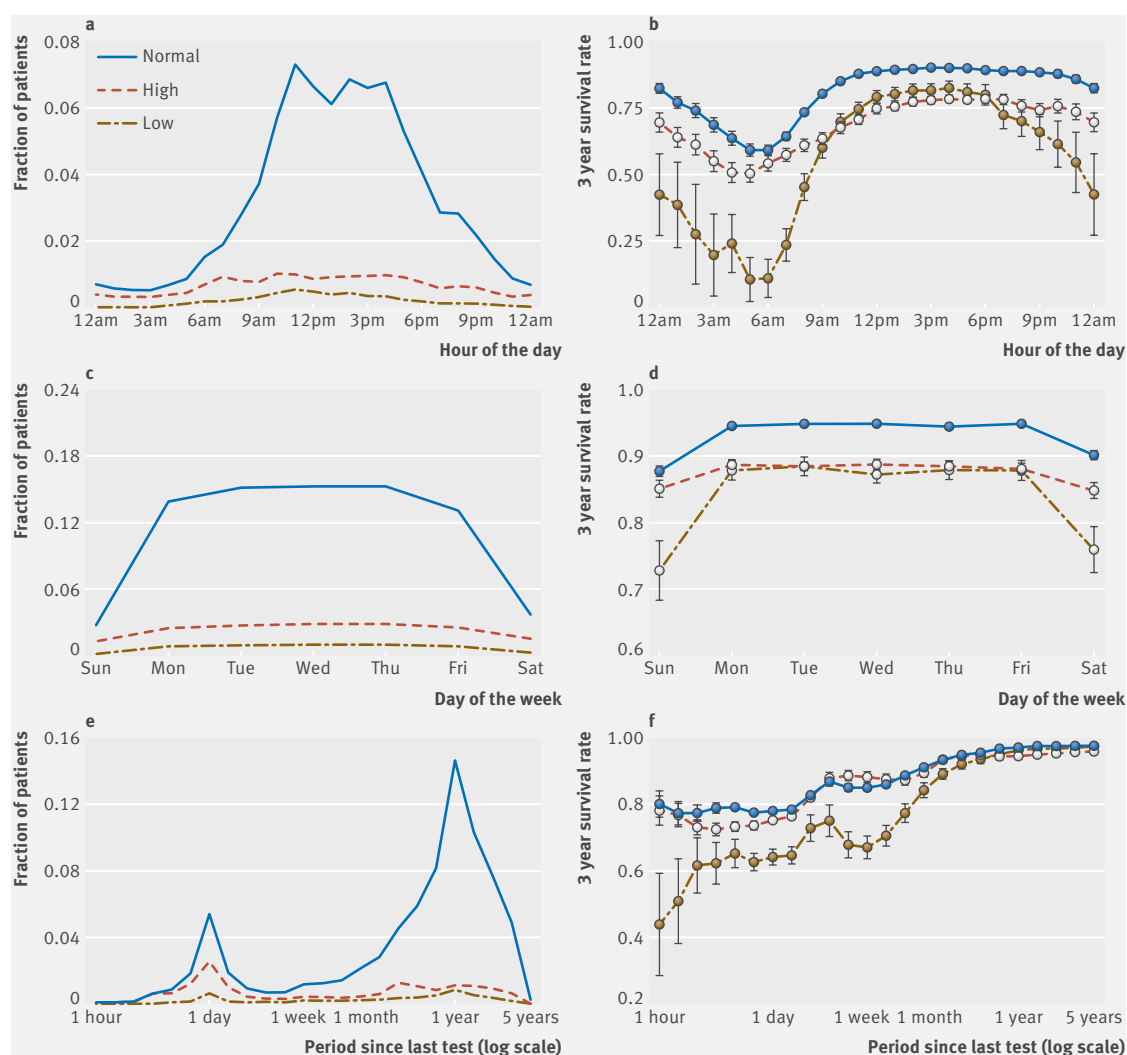 a
Fraction of patients
0.08
0.06
0.04
0.02
0
Normal
High
Low
12am 3am 6am 9am 12pm 3pm 6pm 9pm 12am
Hour of the day
b
3 year survival rate
1.00
0.75
0.50
0.25
0
12am 3am 6am 9am 12pm 3pm 6pm 9pm 12am
Hour of the day
c
Fraction of patients
0.24
0.18
0.12
0.06
0
Sun Mon Tue Wed Thu Fri Sat
Day of the week
d
3 year survival rate
1.0
0.9
0.8
0.7
0.6
Sun Mon Tue Wed Thu Fri Sat
Day of the week
e
Fraction of patients
0.16
0.12
0.08
0.04
0
1 hour 1 day 1 week 1 month 1 year 5 years
Period since last test (log scale)
f
3 year survival rate
1.00
0.8
0.6
0.4
0.2
1 hour 1 day 1 week 1 month 1 year 5 years
Period since last test (log scale)